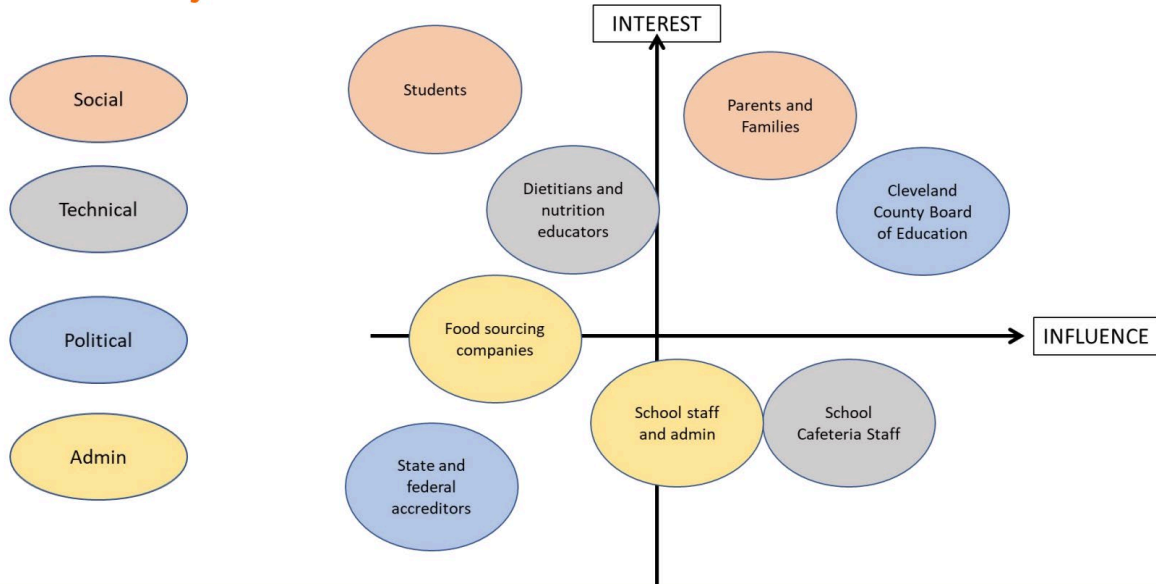 INTEREST
Social
Students
Parents and
Families
Technical
Dietitians and
nutrition
educators
Cleveland
County Board
of Education
Political
Food sourcing
companies
INFLUENCE
Admin
School staff
and admin
School
Cafeteria Staff
State and
federal
accreditors